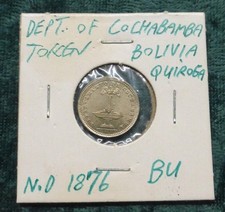 DEPT. OF COCHABAMBA
TOKEN BOLIVIA
QUIROGA
N.D 1876 BU